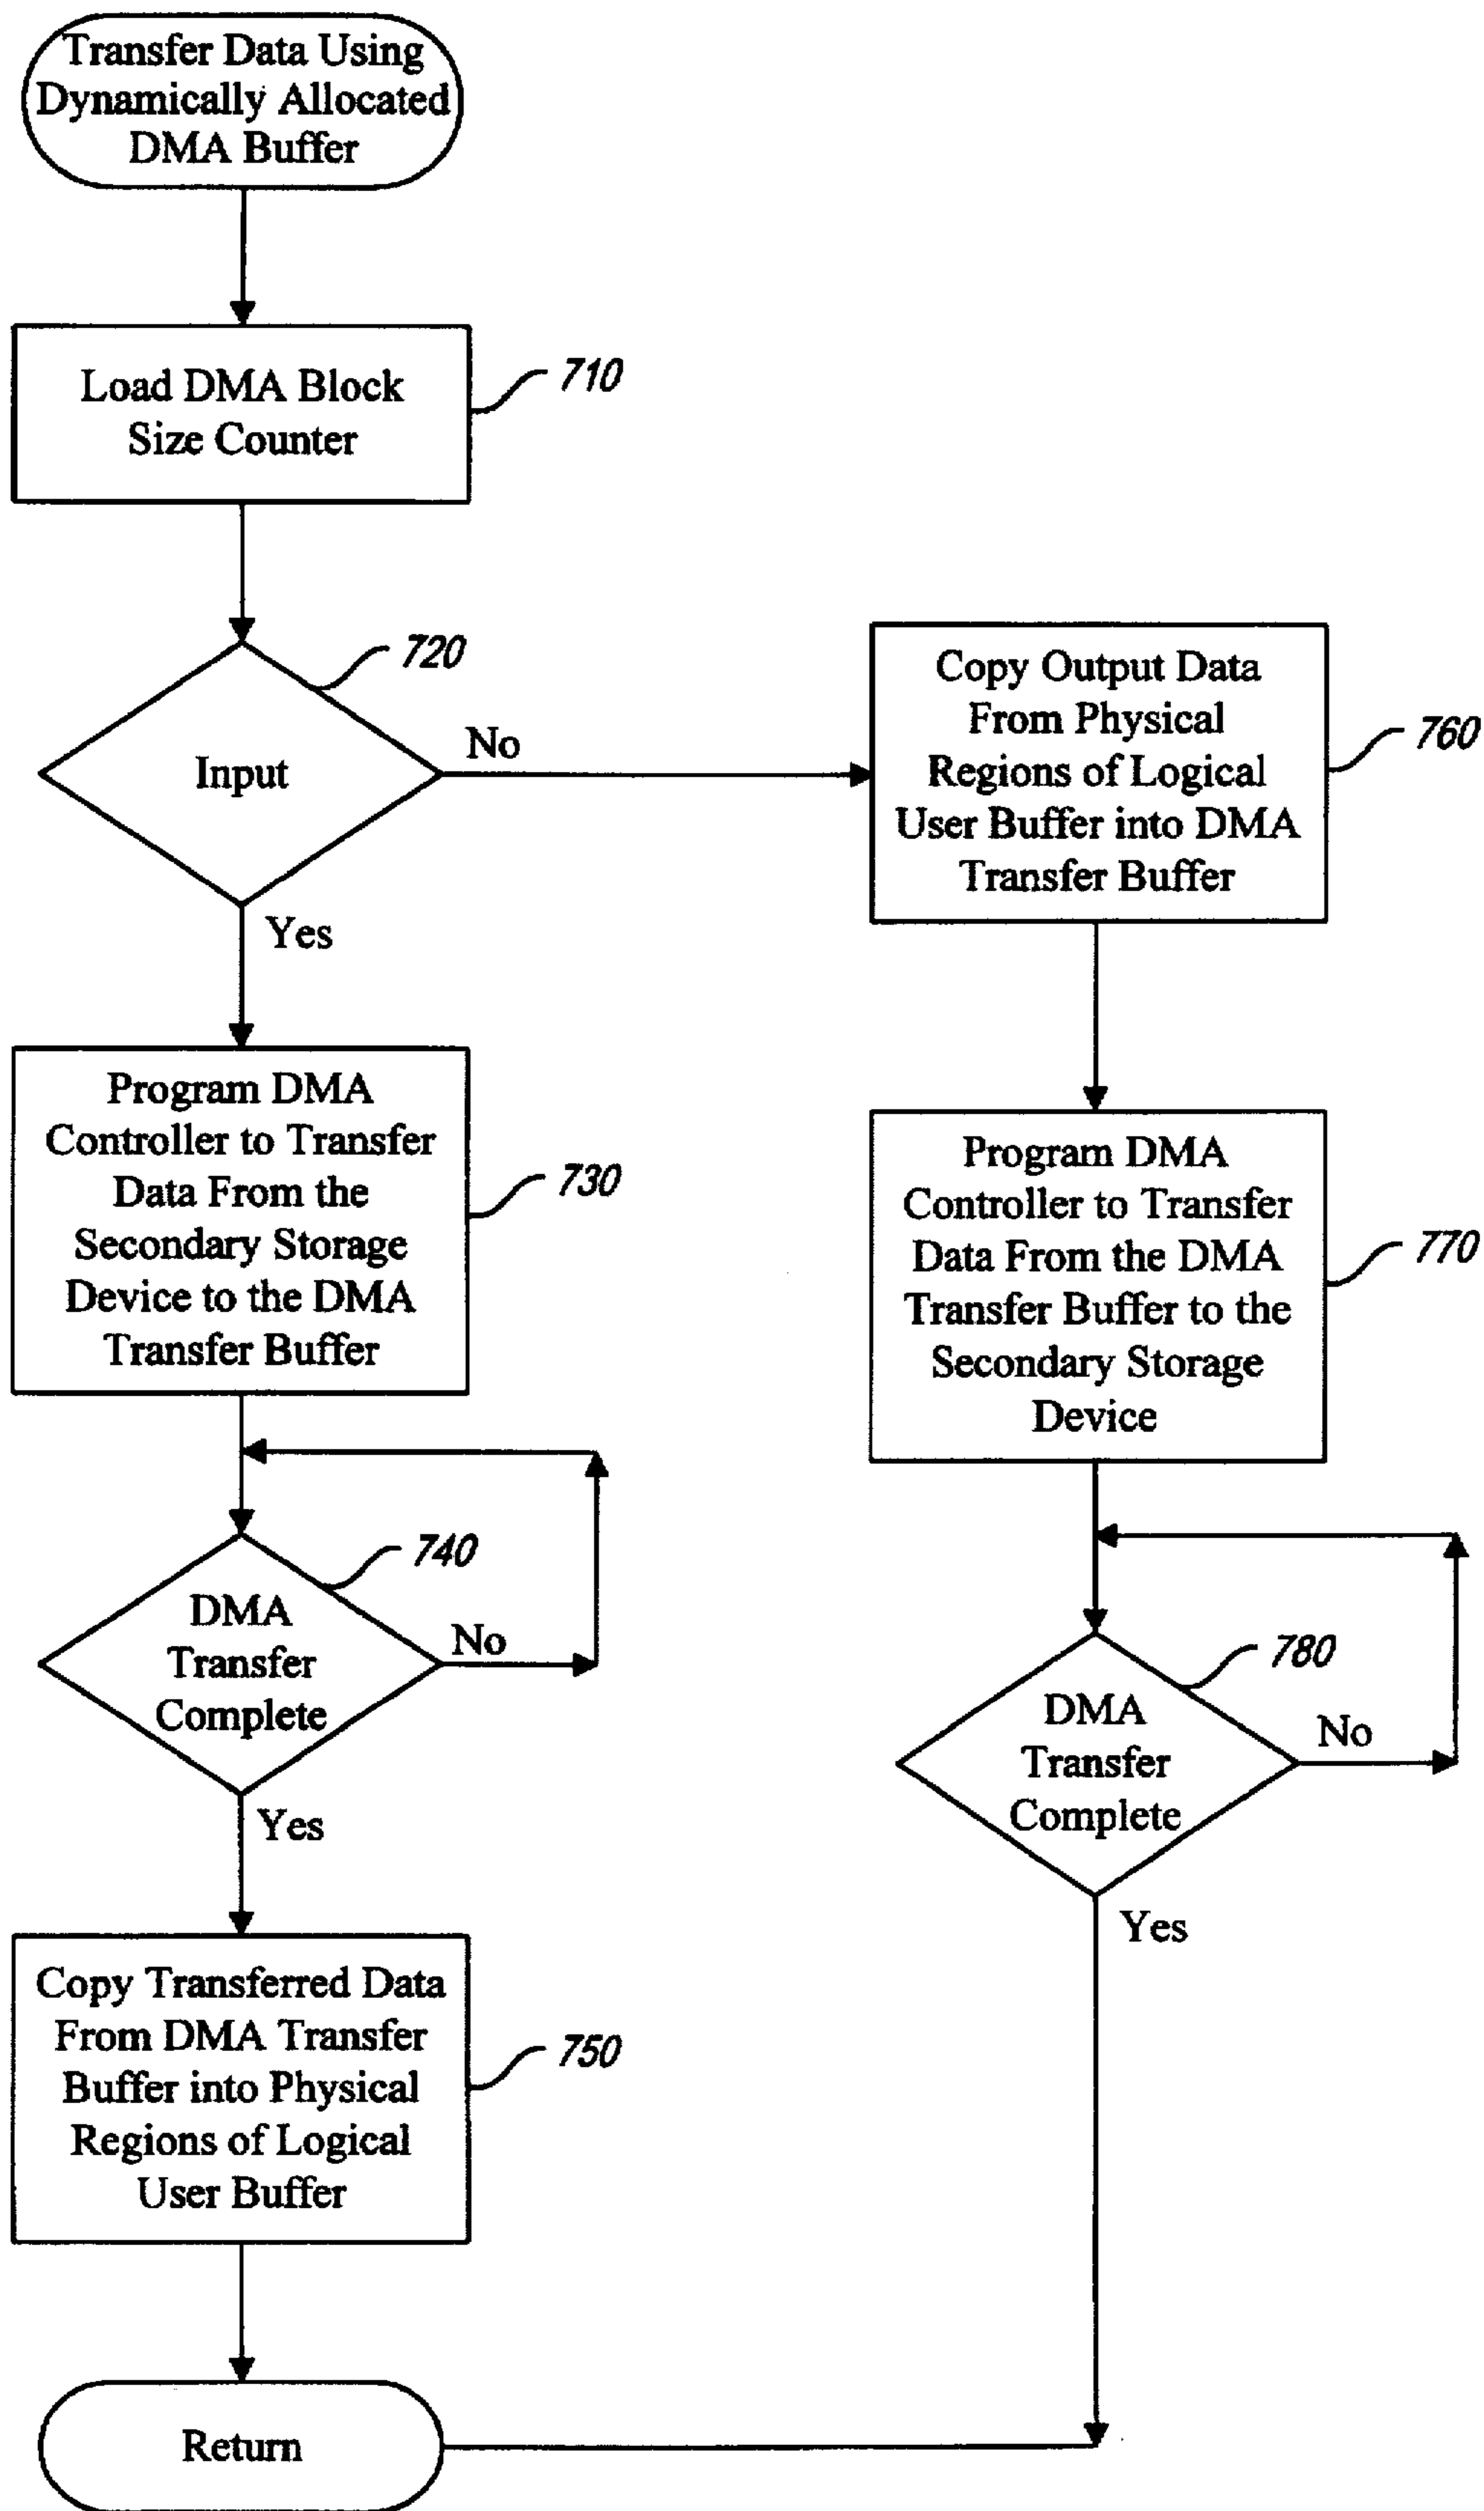 Transfer Data Using
Dynamically Allocated
DMA Buffer
Load DMA Block
Size Counter
710
Input
720
No
Yes
Copy Output Data
From Physical
Regions of Logical
User Buffer into DMA
Transfer Buffer
760
Program DMA
Controller to Transfer
Data From the
Secondary Storage
Device to the DMA
Transfer Buffer
730
Program DMA
Controller to Transfer
Data From the DMA
Transfer Buffer to the
Secondary Storage
Device
770
DMA
Transfer
Complete
740
No
Yes
DMA
Transfer
Complete
780
No
Yes
Copy Transferred Data
From DMA Transfer
Buffer into Physical
Regions of Logical
User Buffer
750
Return